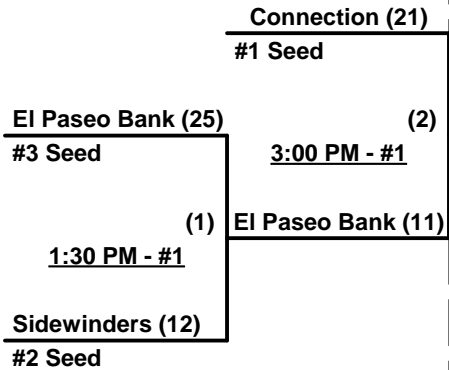 Connection (21)
#1 Seed
El Paseo Bank (25) (2)
#3 Seed 3:00 PM - #1
(1) El Paseo Bank (11)
1:30 PM - #1
Sidewinders (12)
#2 Seed